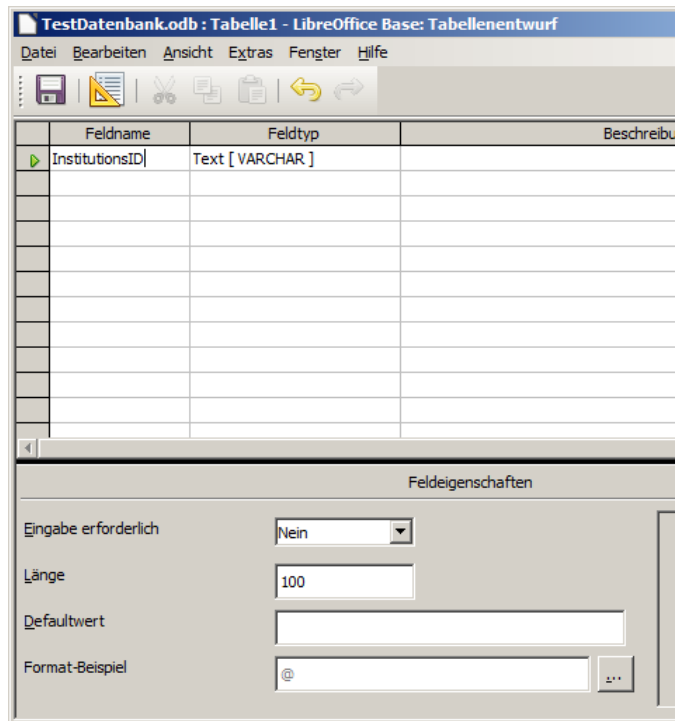 TestDatenbank.odb : Tabelle1 - LibreOffice Base: Tabellenentwurf
Datei Bearbeiten Ansicht Extras Fenster Hilfe
Feldname Feldtyp Beschreibu
InstitutionsID Text [ VARCHAR ]
Feldeigenschaften
Eingabe erforderlich Nein
Länge 100
Defaultwert
Format-Beispiel @ ...